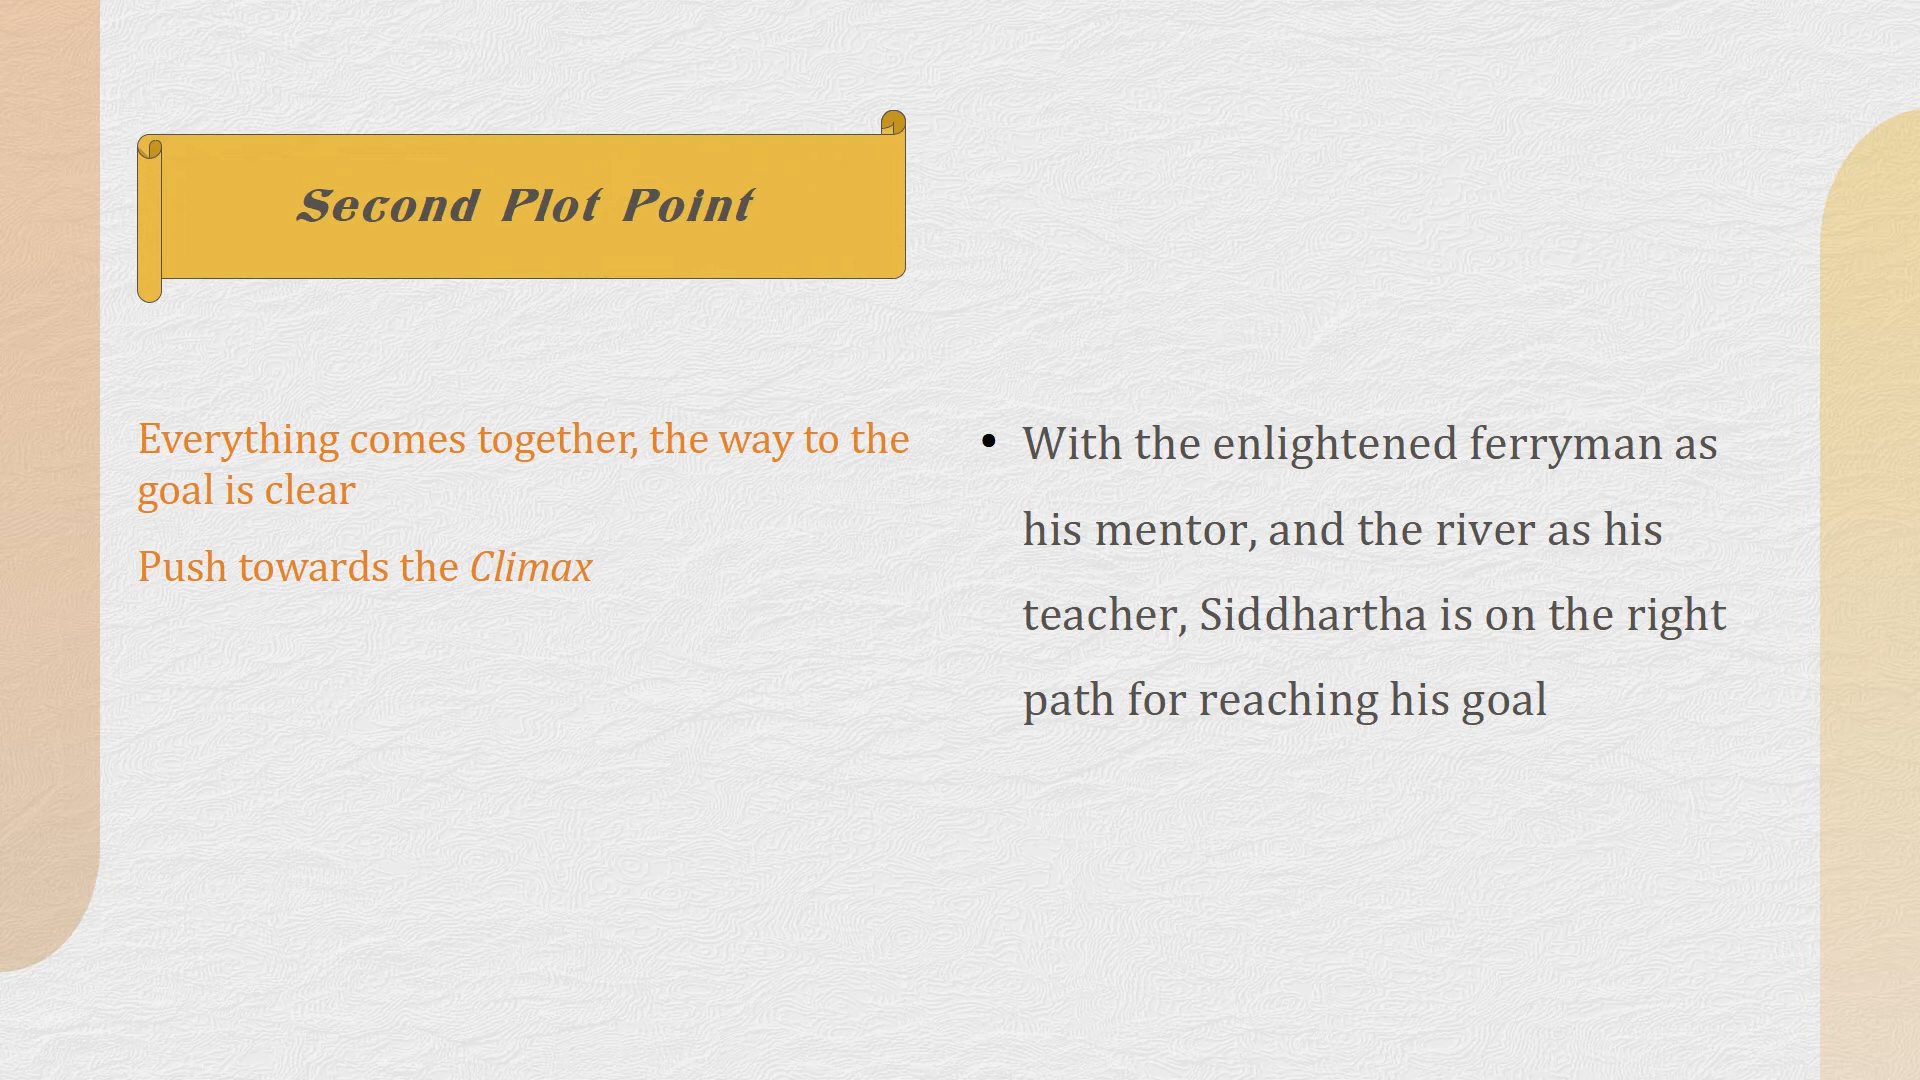 Second Plot Point
Everything comes together, the way to the
goal is clear
Push towards the Climax
• With the enlightened ferryman as
his mentor, and the river as his
teacher, Siddhartha is on the right
path for reaching his goal